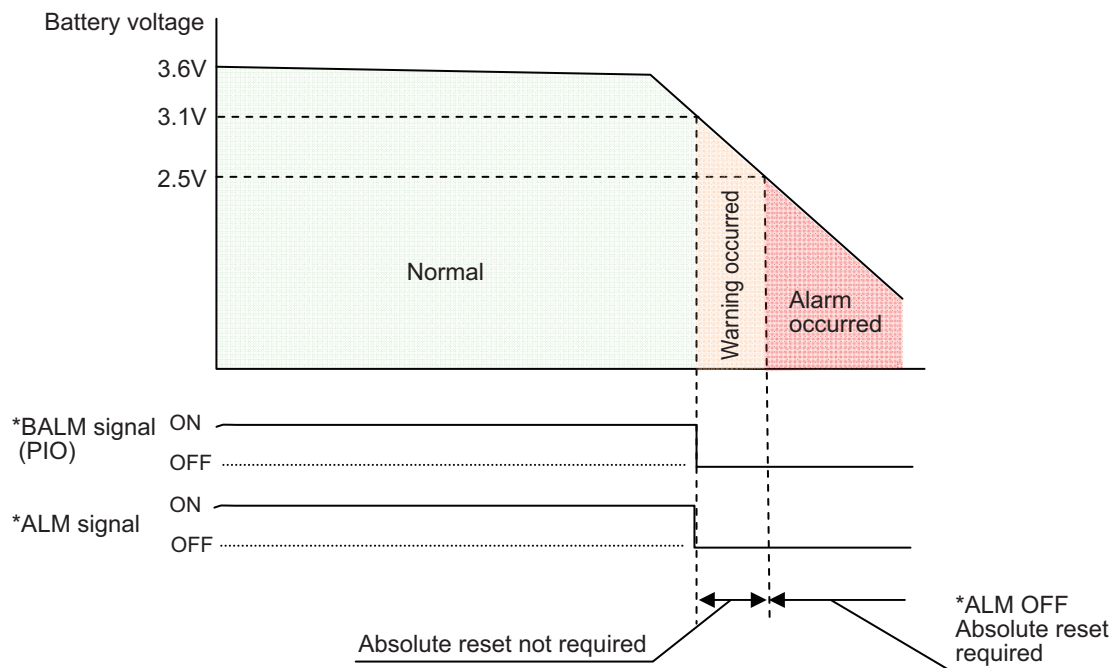 Battery voltage
3.6V
3.1V
2.5V
Normal
Warning occurred
Alarm
occurred
*BALM signal
(PIO)
ON
OFF
*ALM signal
ON
OFF
Absolute reset not required
*ALM OFF
Absolute reset
required